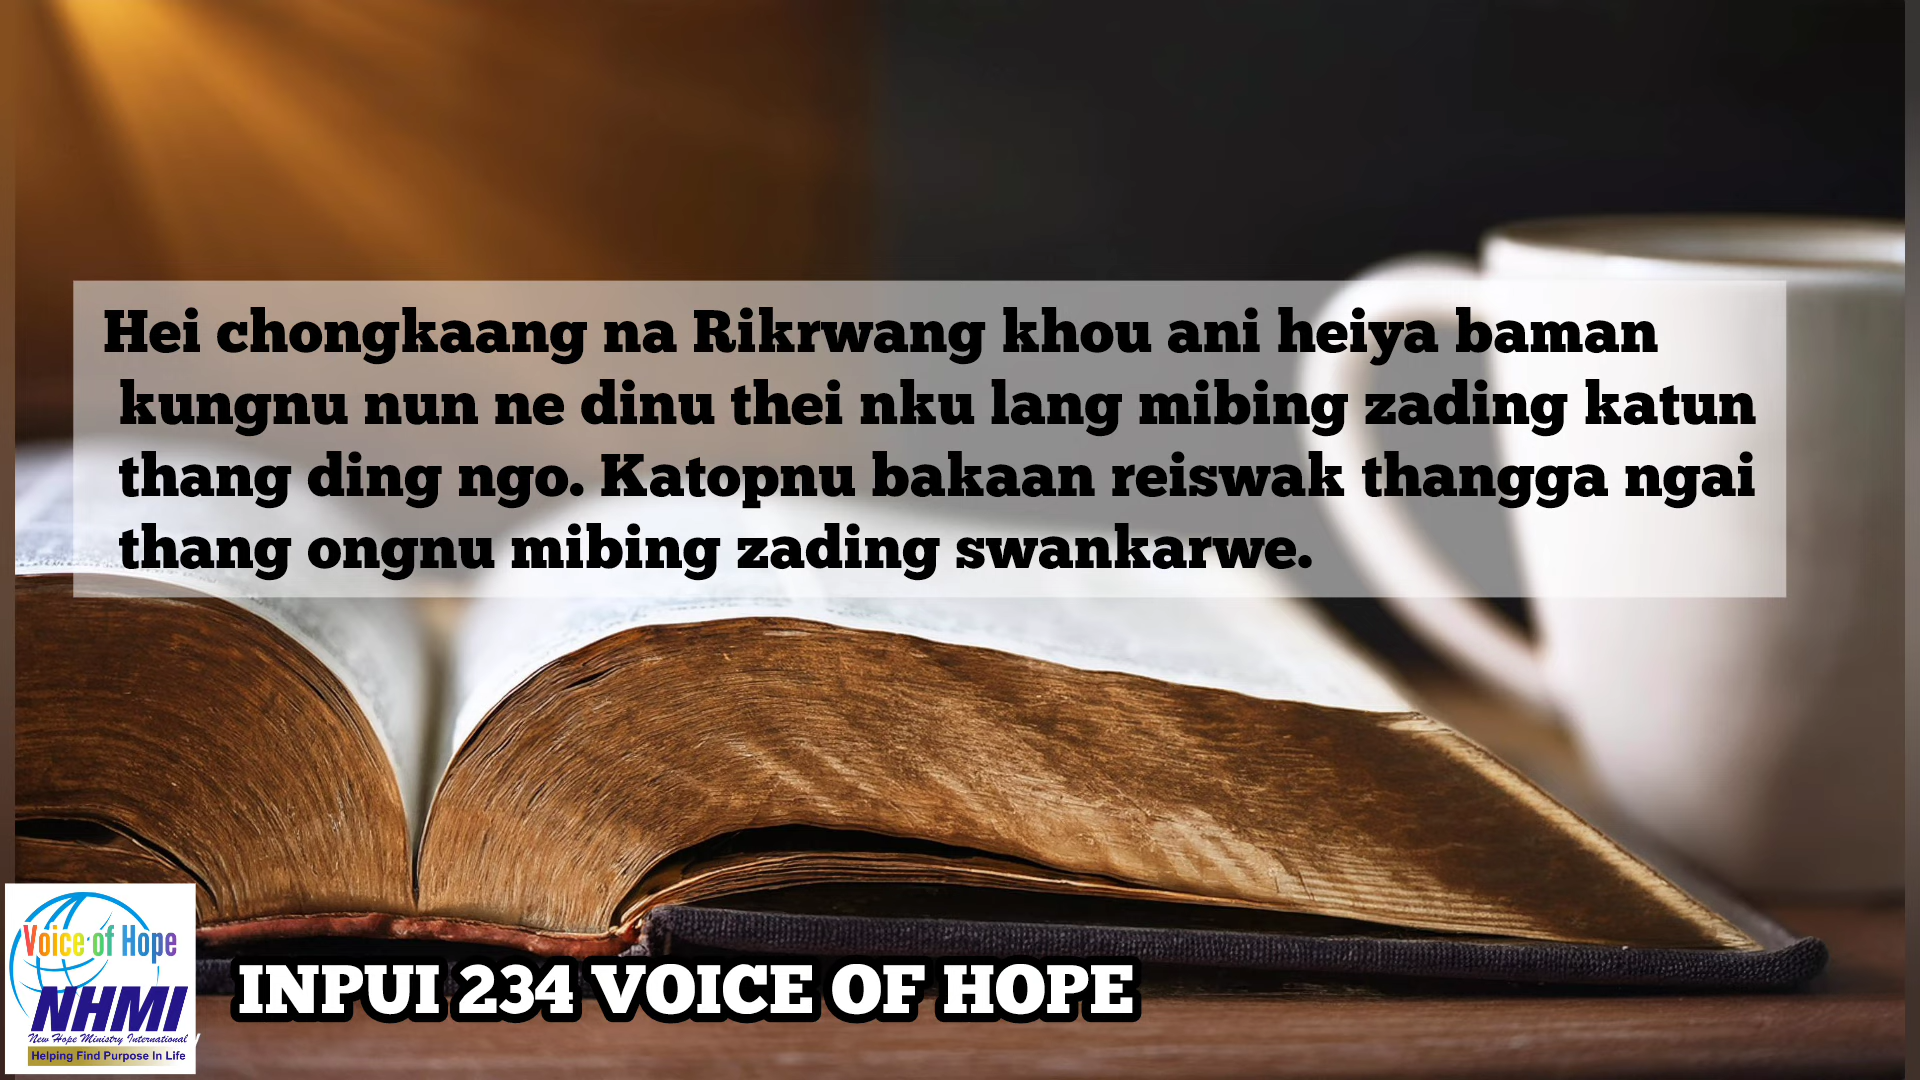 Hei chongkaang na Rikrwang khou ani heiya baman
kungnu nun ne dinu thei nku lang mibing zading katun
thang ding ngo. Katopnu bakaan reiswak thangga ngai
thang ongnu mibing zading swankarwe.
Voice of Hope
NHMI
New Hope Ministry International
Helping Find Purpose In Life
INPUI 234 VOICE OF HOPE